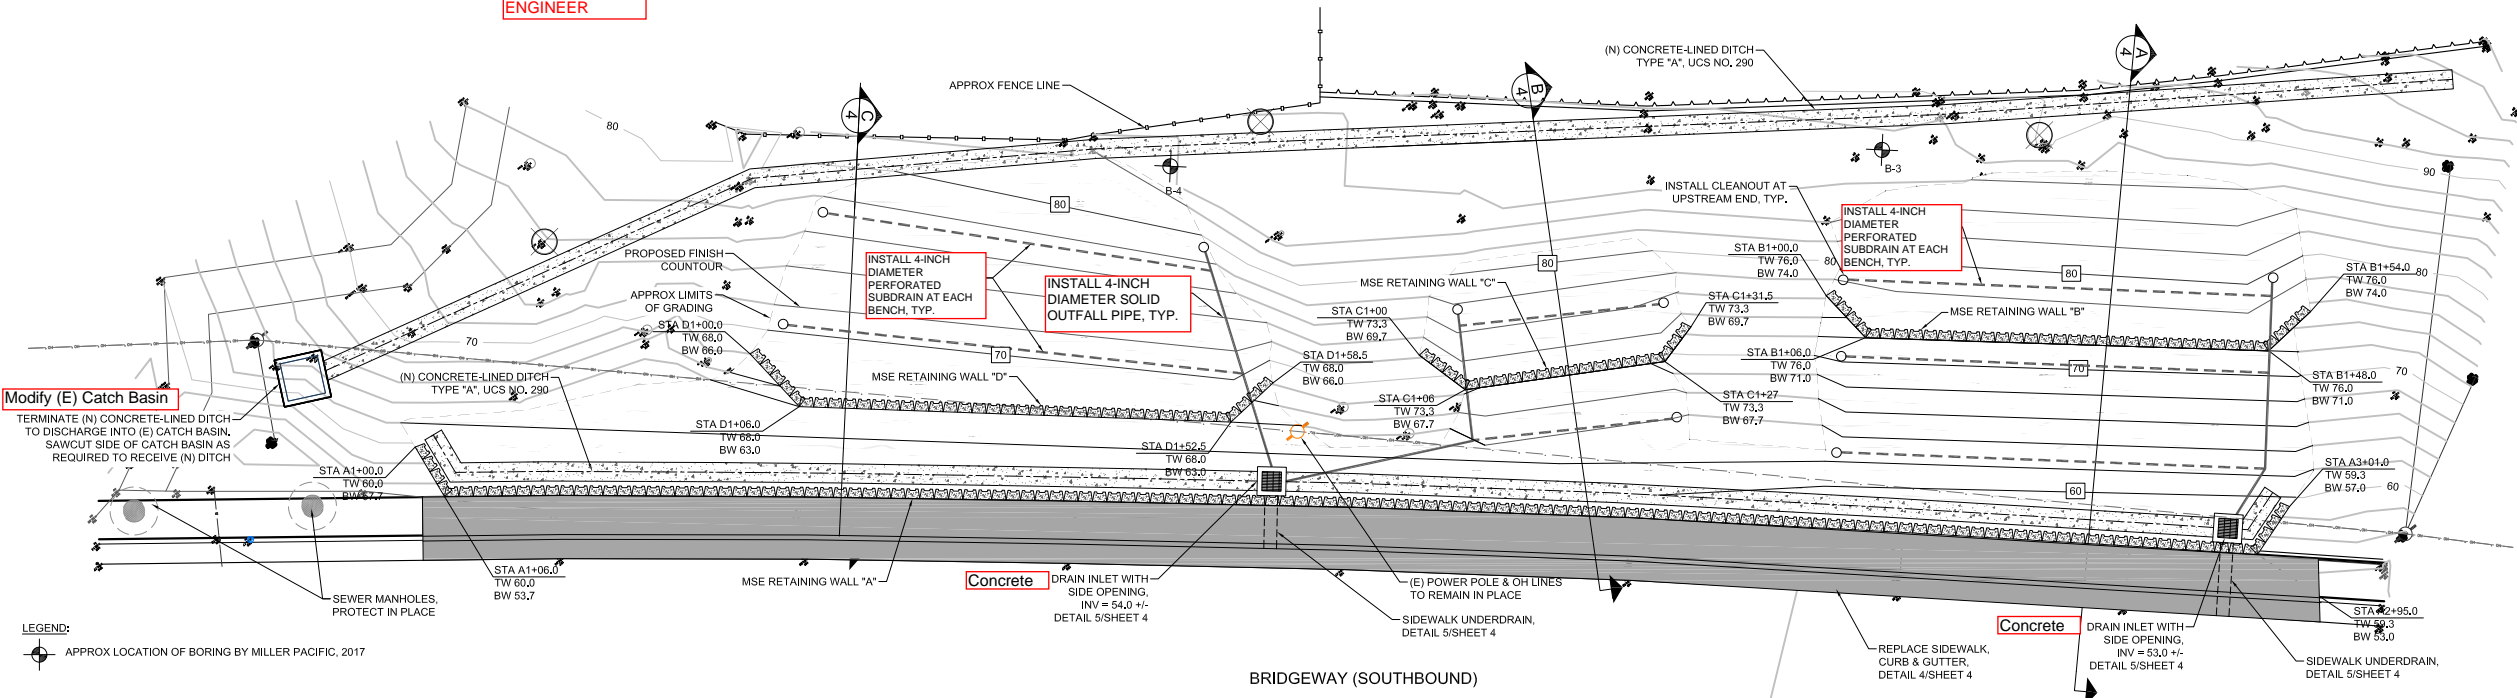 ENGINEER
(N) CONCRETE-LINED DITCH
TYPE "A", UCS NO. 290
A
4
B
4
C
4
APPROX FENCE LINE
80
90
B-3
B-4
INSTALL CLEANOUT AT
UPSTREAM END, TYP.
80
INSTALL 4-INCH
DIAMETER
PERFORATED
SUBDRAIN AT EACH
BENCH, TYP.
PROPOSED FINISH
COUNTOUR
INSTALL 4-INCH
DIAMETER
PERFORATED
SUBDRAIN AT EACH
BENCH, TYP.
INSTALL 4-INCH
DIAMETER SOLID
OUTFALL PIPE, TYP.
STA B1+00.0
TW 76.0
BW 74.0
80
80
80
STA B1+54.0
TW 76.0
BW 74.0
80
APPROX LIMITS
OF GRADING
MSE RETAINING WALL "C"
STA C1+31.5
TW 73.3
BW 69.7
STA C1+00
TW 73.3
BW 69.7
MSE RETAINING WALL "B"
STA D1+00.0
TW 68.0
BW 66.0
70
70
STA D1+58.5
TW 68.0
BW 66.0
STA B1+06.0
TW 76.0
BW 71.0
70
STA B1+48.0
TW 76.0
BW 71.0
70
(N) CONCRETE-LINED DITCH
TYPE "A", UCS NO. 290
MSE RETAINING WALL "D"
Modify (E) Catch Basin
TERMINATE (N) CONCRETE-LINED DITCH
TO DISCHARGE INTO (E) CATCH BASIN.
SAWCUT SIDE OF CATCH BASIN AS
REQUIRED TO RECEIVE (N) DITCH
STA C1+06
TW 73.3
BW 67.7
STA C1+27
TW 73.3
BW 67.7
STA D1+06.0
TW 68.0
BW 63.0
STA D1+52.5
TW 68.0
BW 63.0
STA A1+00.0
TW 60.0
BW 57.7
STA A3+01.0
TW 59.3
BW 57.0
60
60
STA A1+06.0
TW 60.0
BW 53.7
MSE RETAINING WALL "A"
Concrete
DRAIN INLET WITH
SIDE OPENING,
INV = 54.0 +/-
DETAIL 5/SHEET 4
(E) POWER POLE & OH LINES
TO REMAIN IN PLACE
SEWER MANHOLES,
PROTECT IN PLACE
SIDEWALK UNDERDRAIN,
DETAIL 5/SHEET 4
STA A2+95.0
TW 59.3
BW 53.0
Concrete
DRAIN INLET WITH
SIDE OPENING,
INV = 53.0 +/-
DETAIL 5/SHEET 4
REPLACE SIDEWALK,
CURB & GUTTER,
DETAIL 4/SHEET 4
SIDEWALK UNDERDRAIN,
DETAIL 5/SHEET 4
LEGEND:
APPROX LOCATION OF BORING BY MILLER PACIFIC, 2017
BRIDGEWAY (SOUTHBOUND)